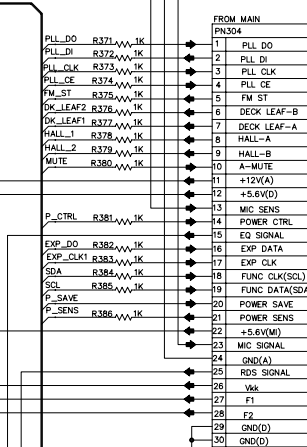 FROM MAIN
PN304
PLL_DO R371 1K 1 PLL DO
PLL_DI R372 1K 2 PLL DI
PLL_CLK R373 1K 3 PLL CLK
PLL_CE R374 1K 4 PLL CE
FM_ST R375 1K 5 FM ST
DK_LEAF2 R376 1K 6 DECK LEAF-B
DK_LEAF1 R377 1K 7 DECK LEAF-A
HALL_1 R378 1K 8 HALL-A
HALL_2 R379 1K 9 HALL-B
MUTE R380 1K 10 A-MUTE
11 +12V(A)
12 +5.6V(D)
13 MIC SENS
P_CTRL R381 1K 14 POWER CTRL
15 EQ SIGNAL
EXP_DO R382 1K 16 EXP DATA
EXP_CLK1 R383 1K 17 EXP CLK
SDA R384 1K 18 FUNC CLK(SCL)
SCL R385 1K 19 FUNC DATA(SDA
P_SAVE 20 POWER SAVE
P_SENS R386 1K 21 POWER SENS
22 +5.6V(MI)
23 MIC SIGNAL
24 GND(A)
25 RDS SIGNAL
26 Vkk
27 F1
28 F2
29 GND(D)
30 GND(D)